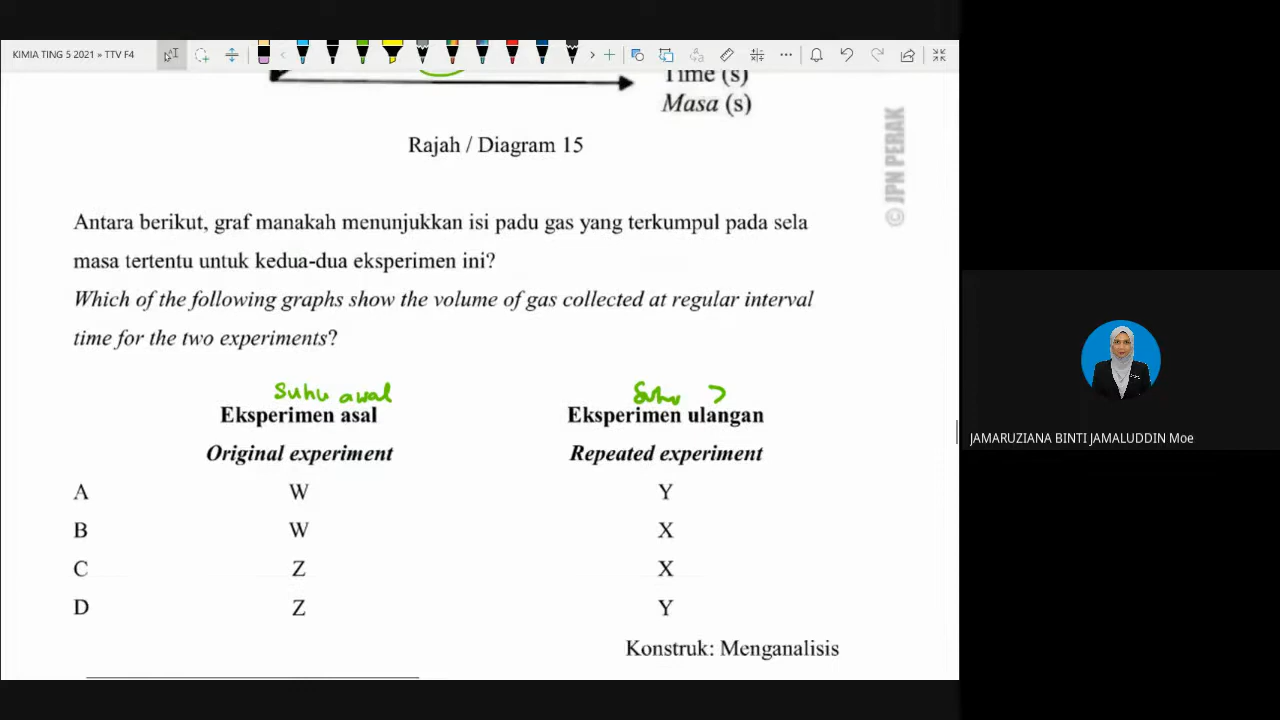 KIMIA TING 5 2021 » TTV F4
Time (s)
Masa (s)
Rajah / Diagram 15
© JPN PERAK
Antara berikut, graf manakah menunjukkan isi padu gas yang terkumpul pada sela
masa tertentu untuk kedua-dua eksperimen ini?
Which of the following graphs show the volume of gas collected at regular interval
time for the two experiments?
Suhu awal
Suhu >
Eksperimen asal
Eksperimen ulangan
Original experiment
Repeated experiment
A W Y
B W X
C Z X
D Z Y
Konstruk: Menganalisis
JAMARUZIANA BINTI JAMALUDDIN Moe